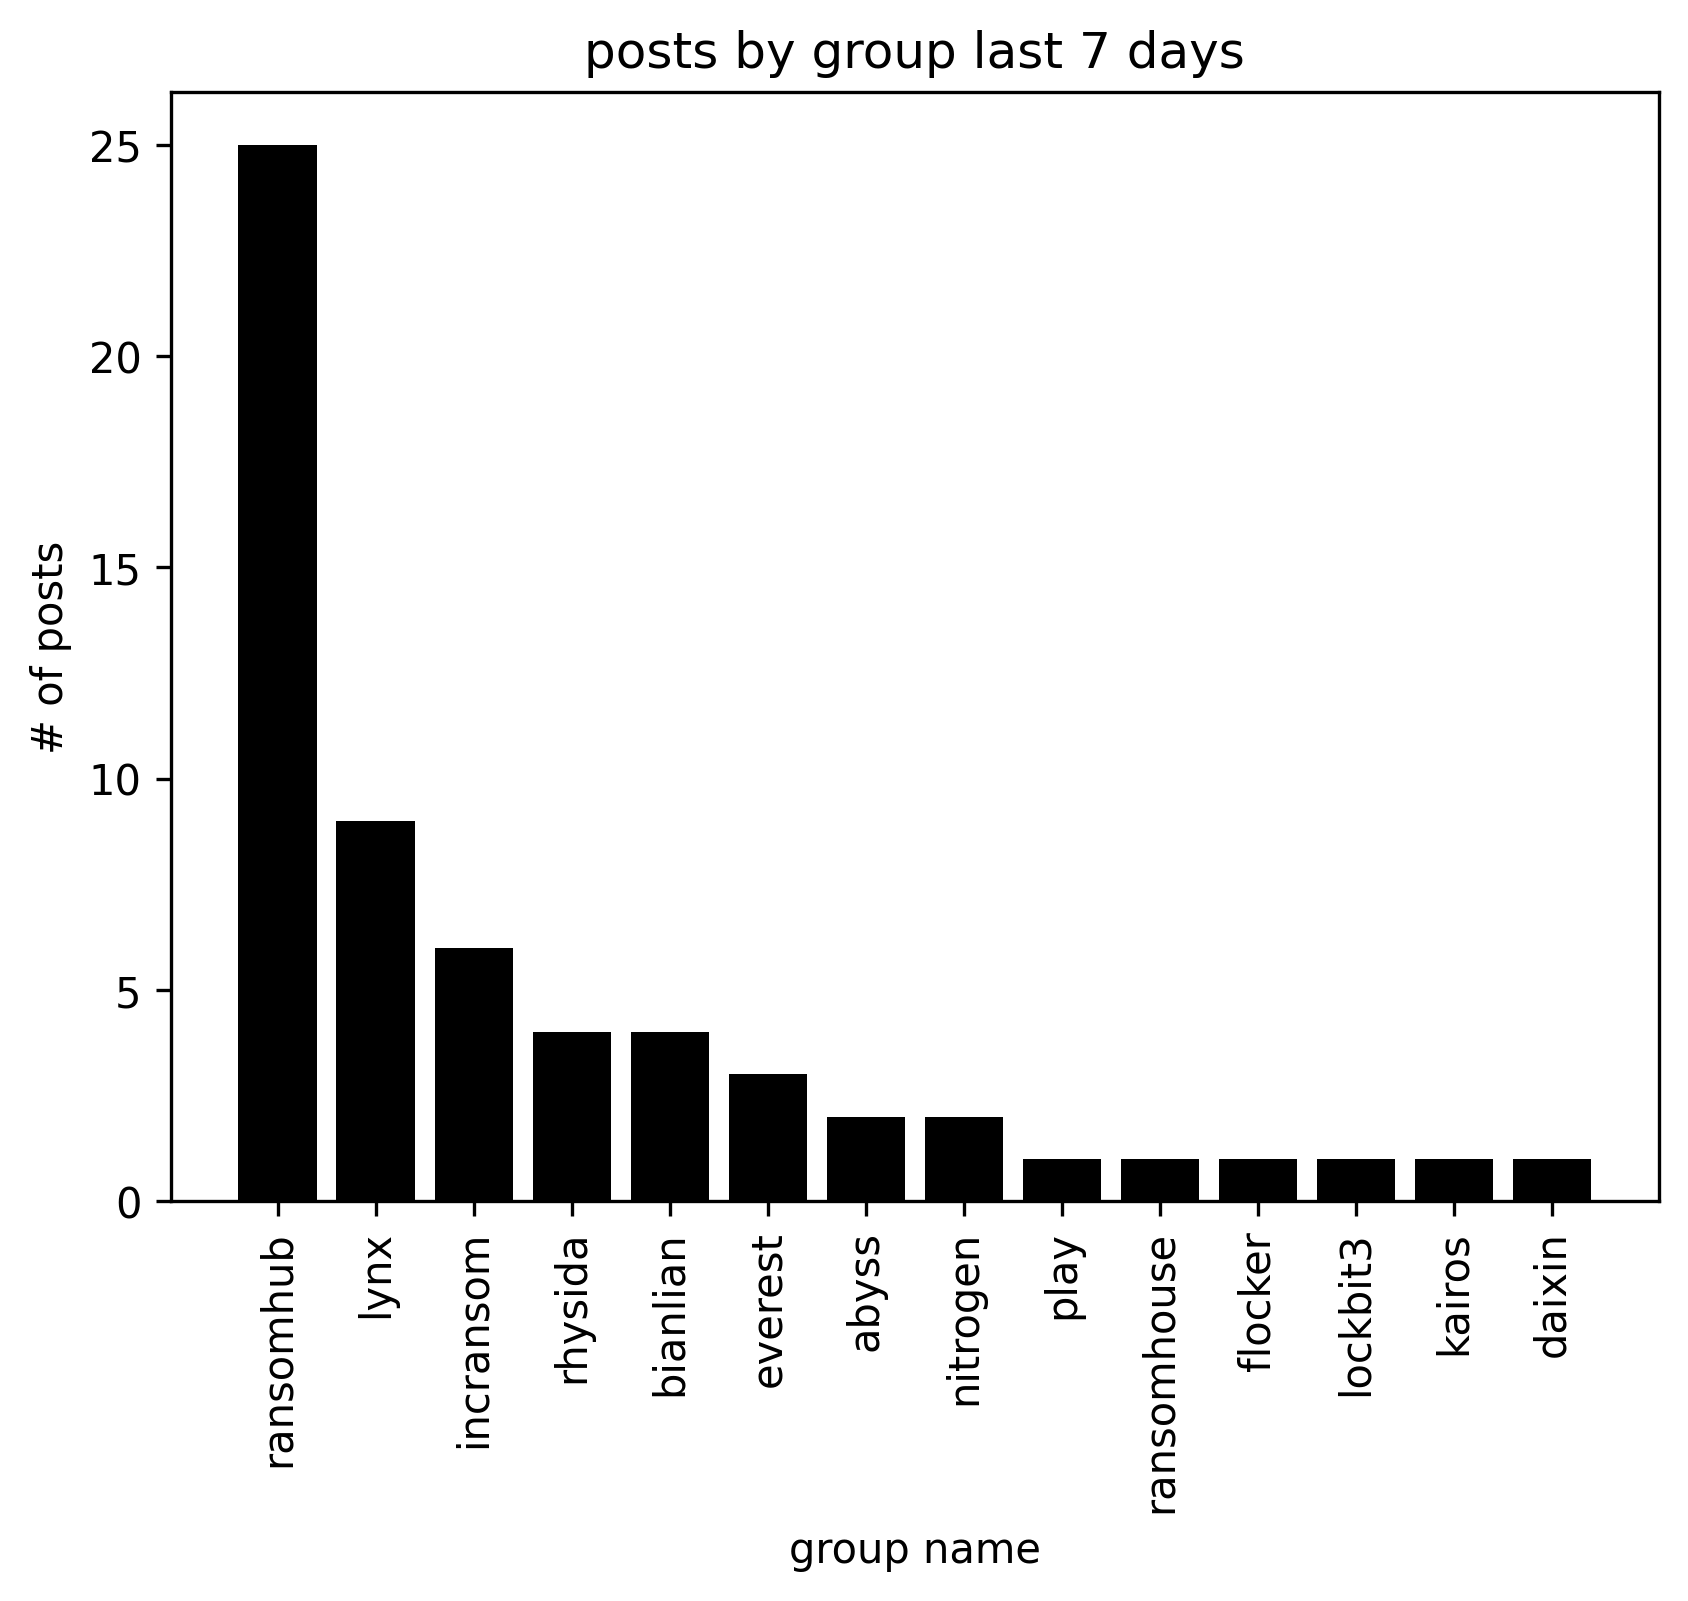 posts by group last 7 days
# of posts
25
20
15
10
5
0
ransomhub
lynx
incransom
rhysida
bianlian
everest
abyss
nitrogen
play
ransomhouse
flocker
lockbit3
kairos
daixin
group name